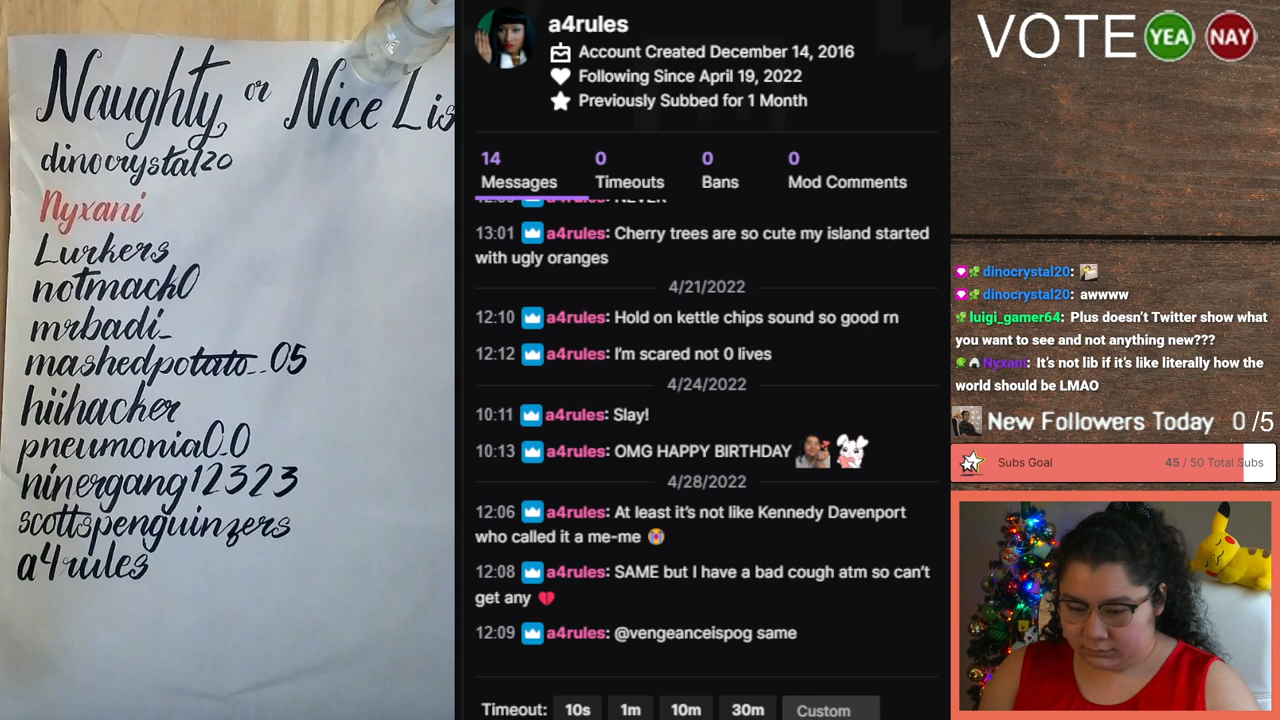 Naughty or Nice Lis
dinocrystal20
Nyxani
Lurkers
notmack0
mrbadi_
mashedpotato_05
hiihacker
pneumonia0_0
ninergang12323
scottspenguinzers
a4rules
a4rules
Account Created December 14, 2016
Following Since April 19, 2022
Previously Subbed for 1 Month
14 0 0 0
Messages Timeouts Bans Mod Comments
a4rules: NEVER
13:01 a4rules: Cherry trees are so cute my island started
with ugly oranges
4/21/2022
12:10 a4rules: Hold on kettle chips sound so good rn
12:12 a4rules: I'm scared not 0 lives
4/24/2022
10:11 a4rules: Slay!
10:13 a4rules: OMG HAPPY BIRTHDAY
4/28/2022
12:06 a4rules: At least it's not like Kennedy Davenport
who called it a me-me 😭
12:08 a4rules: SAME but I have a bad cough atm so can't
get any 💔
12:09 a4rules: @vengeanceispog same
Timeout: 10s 1m 10m 30m Custom
VOTE YEA NAY
dinocrystal20:
dinocrystal20: awwww
luigi_gamer64: Plus doesn't Twitter show what
you want to see and not anything new???
Nyxani: It's not lib if it's like literally how the
world should be LMAO
New Followers Today 0 /5
Subs Goal 45 / 50 Total Subs